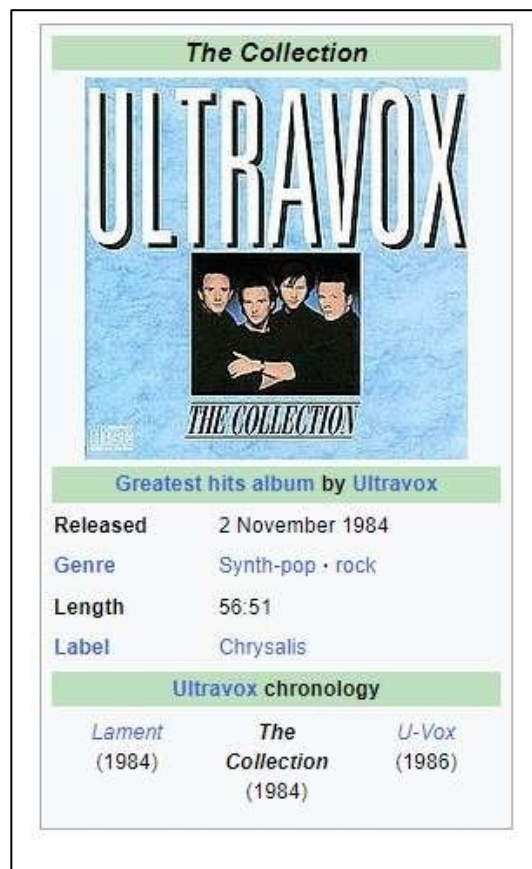 The Collection
ULTRAVOX
THE COLLECTION
Greatest hits album by Ultravox
Released 2 November 1984
Genre Synth-pop · rock
Length 56:51
Label Chrysalis
Ultravox chronology
Lament The U-Vox
(1984) Collection (1986)
(1984)